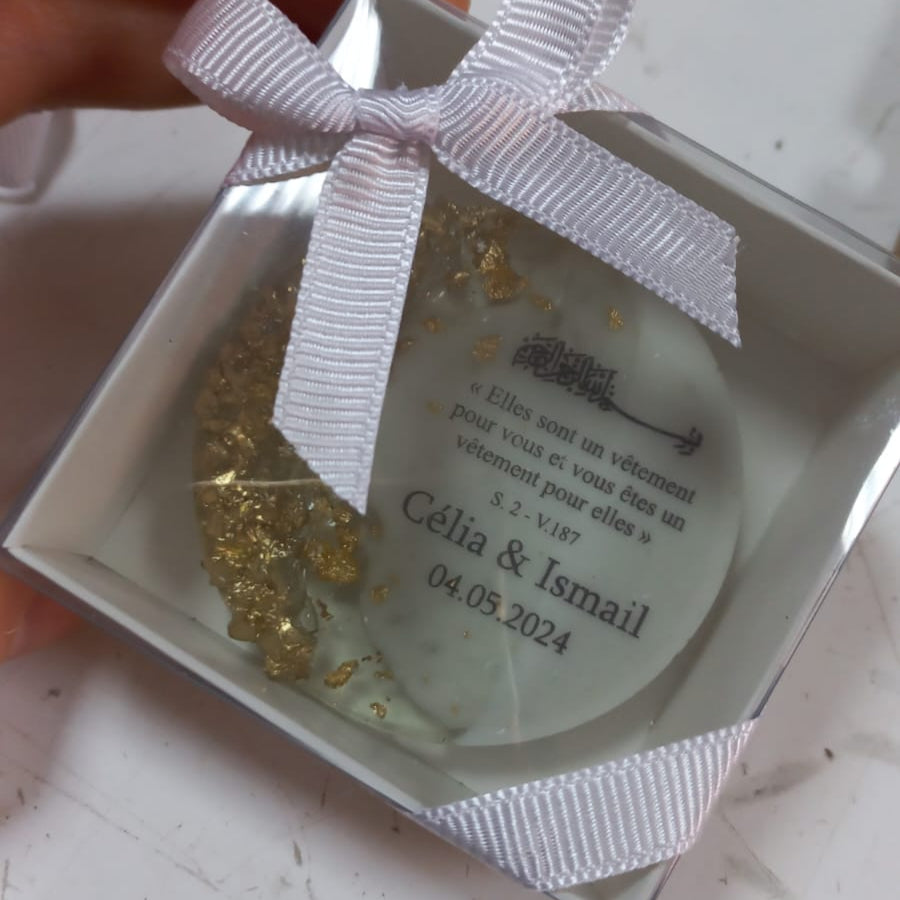 « Elles sont un vêtement
pour vous et vous êtes un
vêtement pour elles »
S. 2 - V.187
Célia & Ismail
04.05.2024